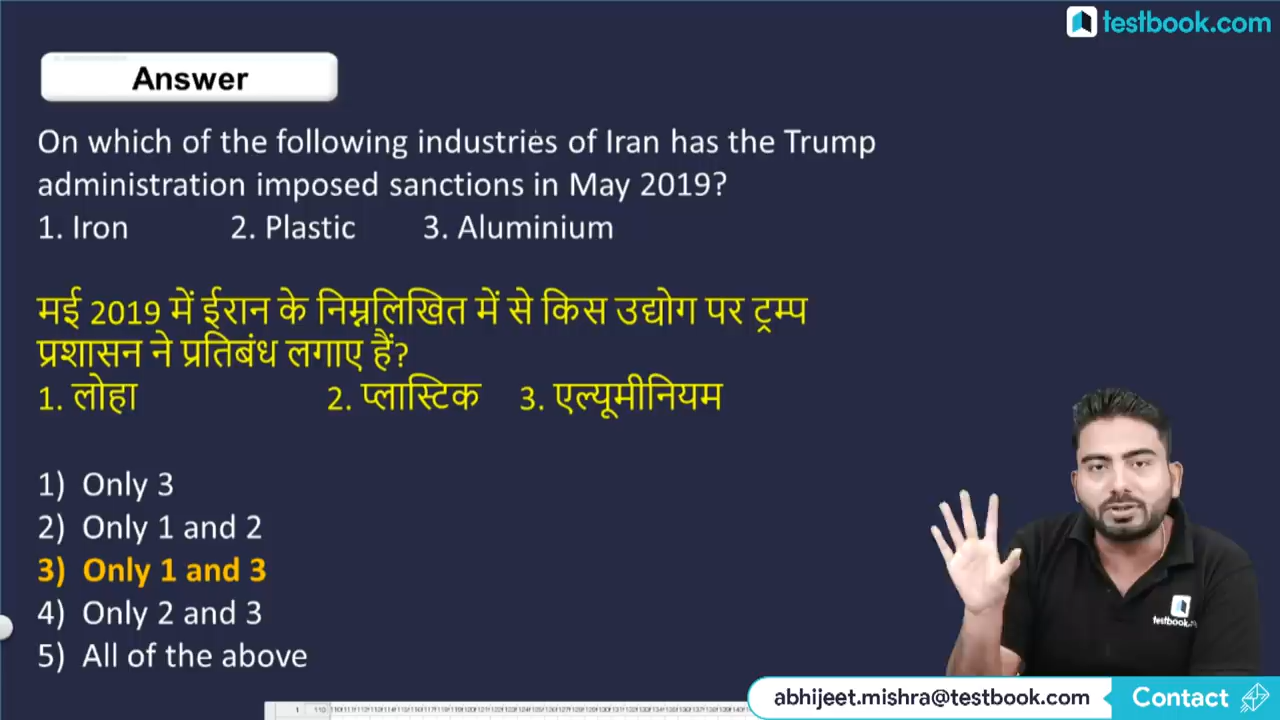 testbook.com
Answer
On which of the following industries of Iran has the Trump
administration imposed sanctions in May 2019?
1. Iron 2. Plastic 3. Aluminium
मई 2019 में ईरान के निम्नलिखित में से किस उद्योग पर ट्रम्प
प्रशासन ने प्रतिबंध लगाए हैं?
1. लोहा 2. प्लास्टिक 3. एल्यूमीनियम
1) Only 3
2) Only 1 and 2
3) Only 1 and 3
4) Only 2 and 3
5) All of the above
abhijeet.mishra@testbook.com Contact